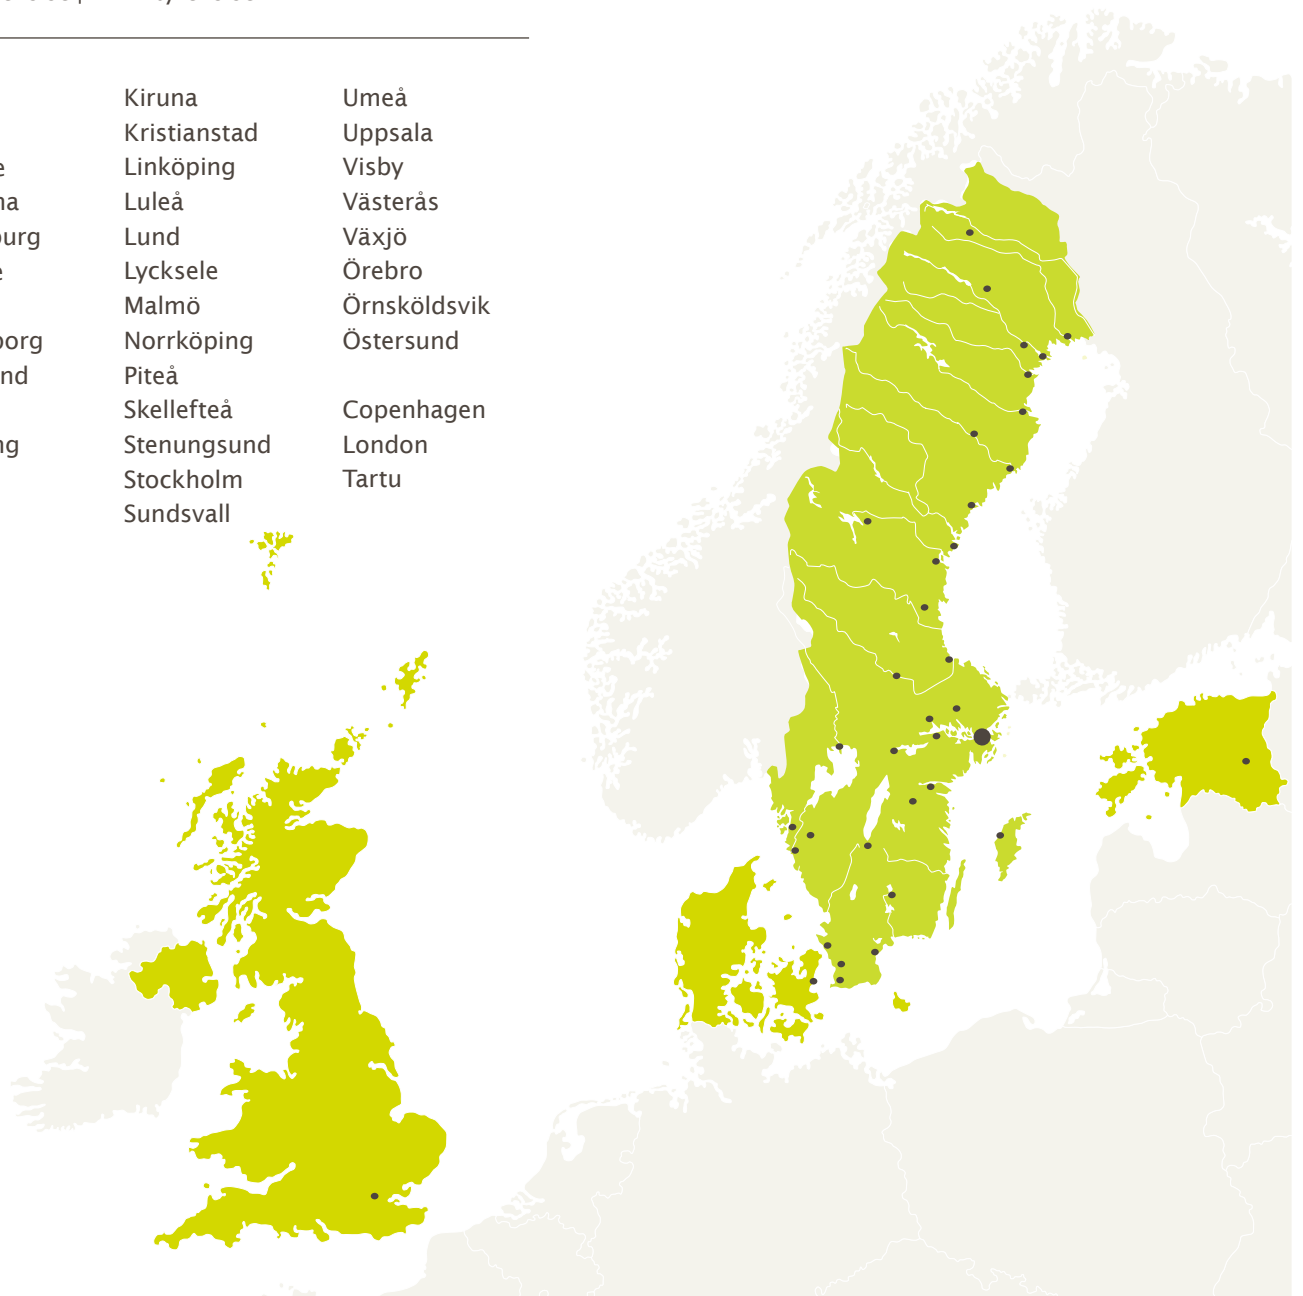 Kiruna
Kristianstad
Linköping
Luleå
Lund
Lycksele
Malmö
Norrköping
Piteå
Skellefteå
Stenungsund
Stockholm
Sundsvall
Umeå
Uppsala
Visby
Västerås
Växjö
Örebro
Örnsköldsvik
Östersund
Copenhagen
London
Tartu